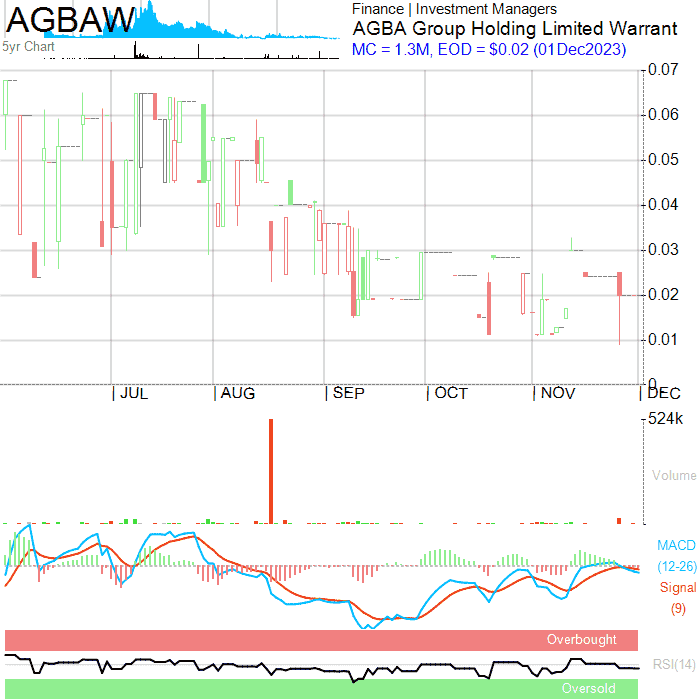 AGBAW
5yr Chart
Finance | Investment Managers
AGBA Group Holding Limited Warrant
MC = 1.3M, EOD = $0.02 (01Dec2023)
0.07
0.06
0.05
0.04
0.03
0.02
0.01
0
JUL
AUG
SEP
OCT
NOV
DEC
524k
Volume
MACD
(12-26)
Signal
(9)
Overbought
RSI(14)
Oversold